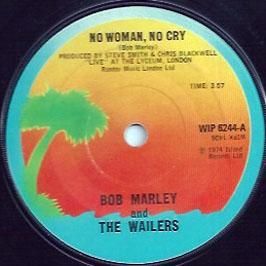 NO WOMAN, NO CRY
(Bob Marley)
PRODUCED BY STEVE SMITH & CHRIS BLACKWELL
"LIVE" AT THE LYCEUM, LONDON
Rondor Music London Ltd
TIME: 3.57
WIP 6244-A
℗ 1974 Island
Records Ltd
BOB MARLEY
and
THE WAILERS